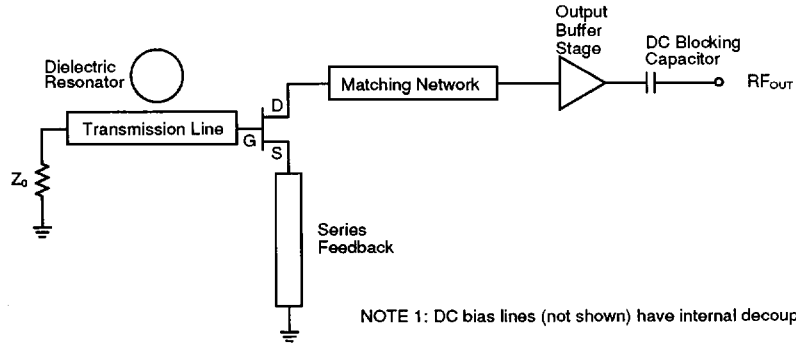 Output
Buffer
Stage
DC Blocking
Capacitor
Dielectric
Resonator
D
Matching Network
RFOUT
Transmission Line
G
S
Z0
Series
Feedback
NOTE 1: DC bias lines (not shown) have internal decoup